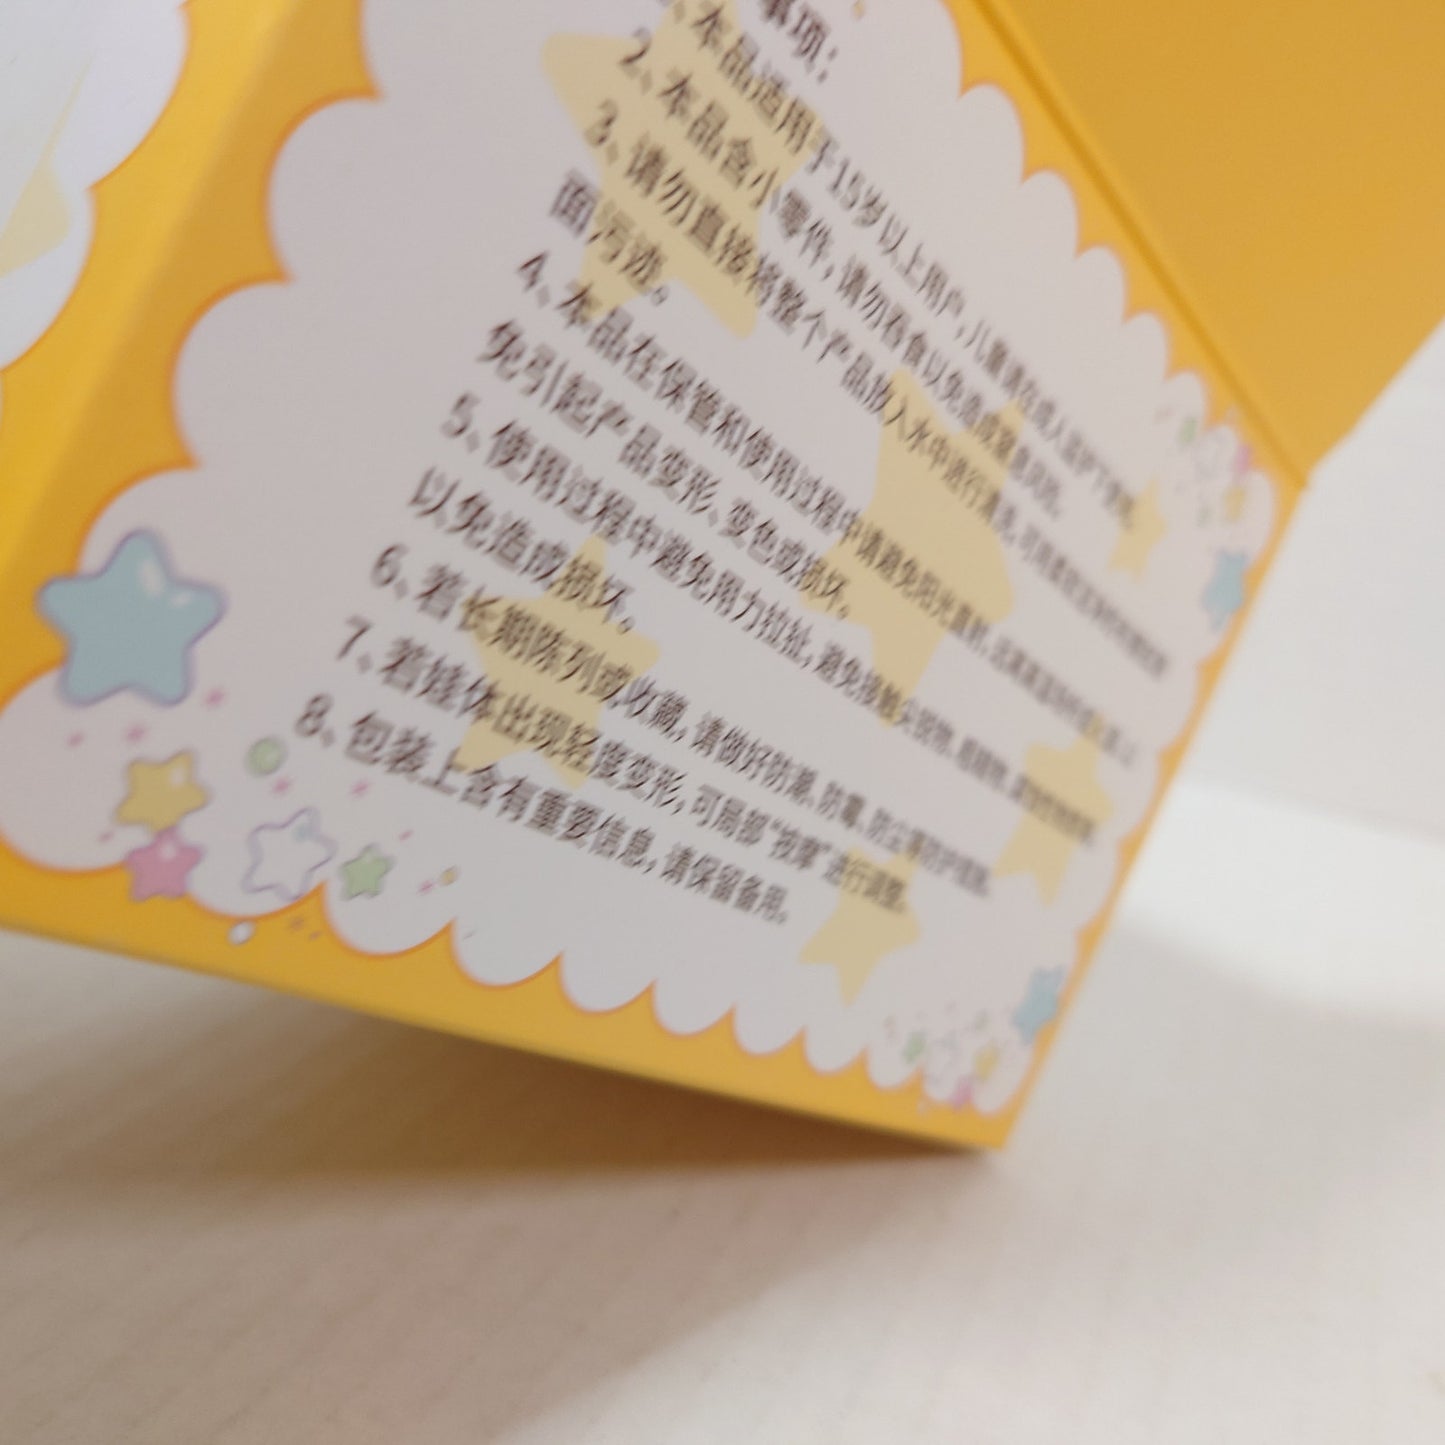 事项：
、本品适用于15岁以上用户，儿童请在成人监护下使用。
2、本品含小零件，请勿吞食以免造成窒息风险。
3、请勿直接将整个产品放入水中进行清洗，可用
面污迹。
4、本品在保管和使用过程中请避免阳光直射，远离高温
免引起产品变形、变色或损坏。
5、使用过程中避免用力拉扯，避免接触尖锐物、
以免造成损坏。
6、若长期陈列或收藏，请做好防潮、防霉、防尘等防护措施。
7、若娃体出现轻度变形，可局部“按摩”进行调整。
8、包装上含有重要信息，请保留备用。